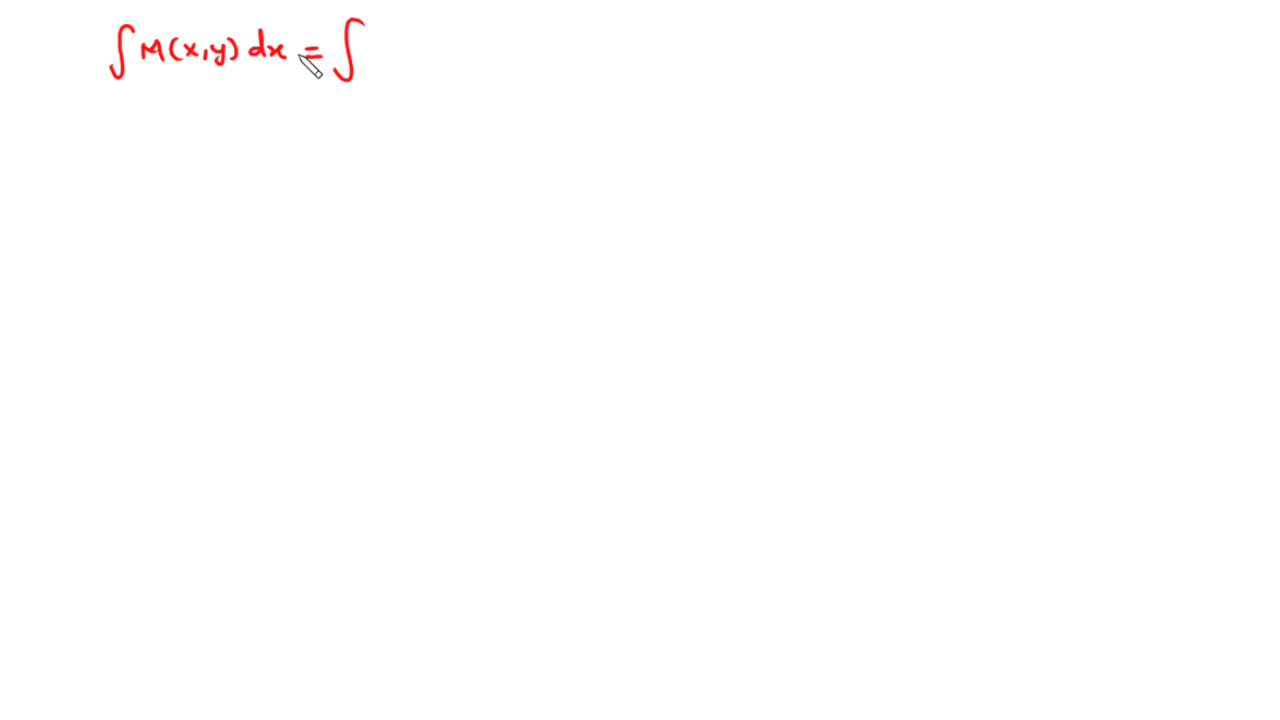 ∫ M(x,y) dx = ∫